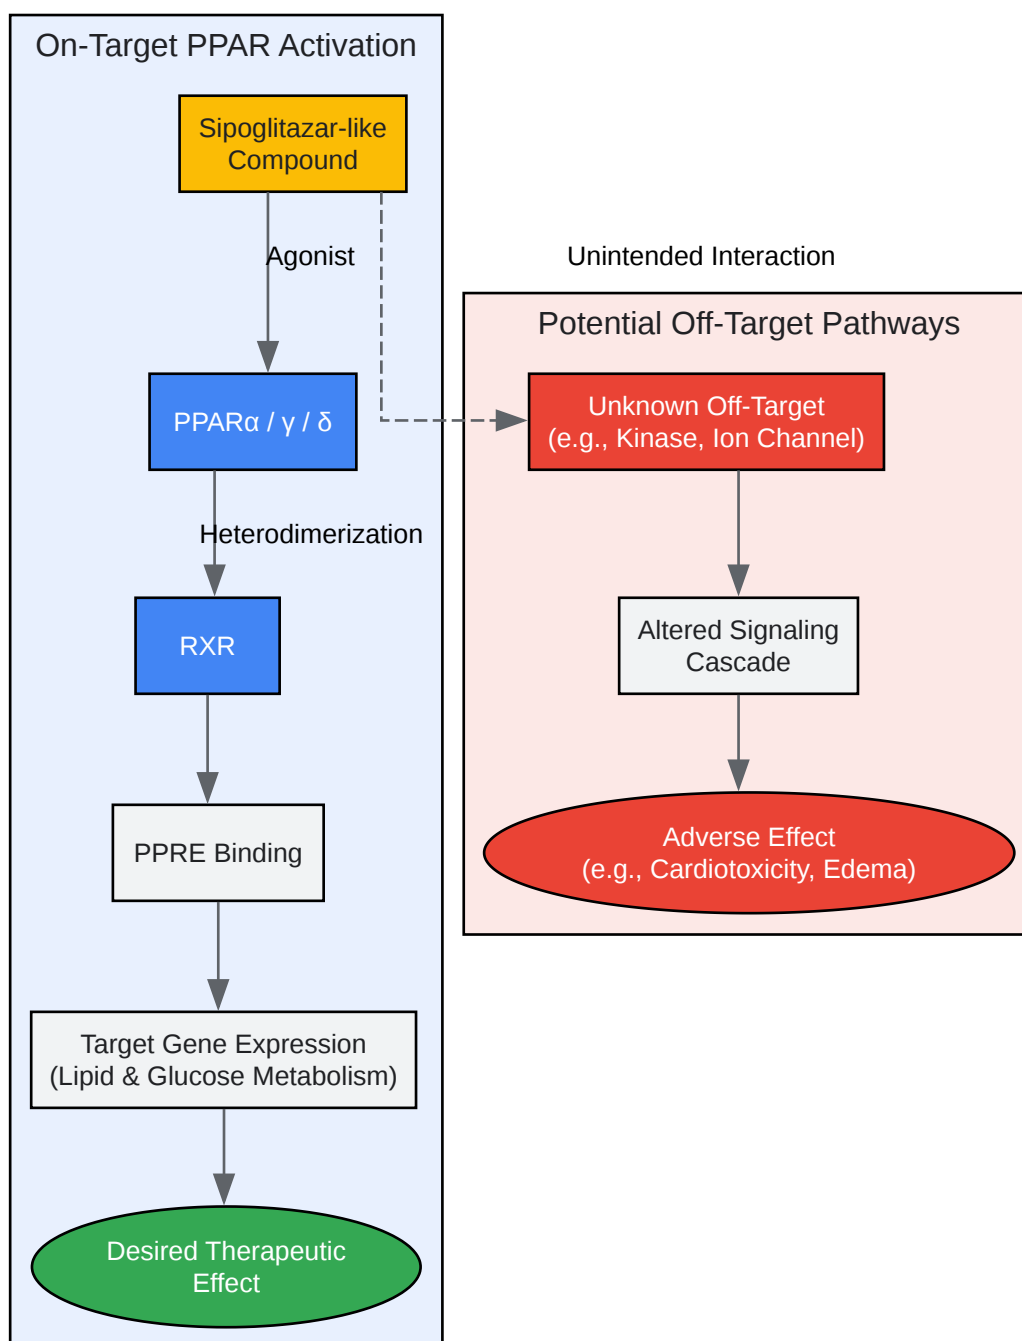 On-Target PPAR Activation
Sipoglitazar-like
Compound
Agonist
PPARα / γ / δ
Heterodimerization
RXR
PPRE Binding
Target Gene Expression
(Lipid & Glucose Metabolism)
Desired Therapeutic
Effect
Unintended Interaction
Potential Off-Target Pathways
Unknown Off-Target
(e.g., Kinase, Ion Channel)
Altered Signaling
Cascade
Adverse Effect
(e.g., Cardiotoxicity, Edema)